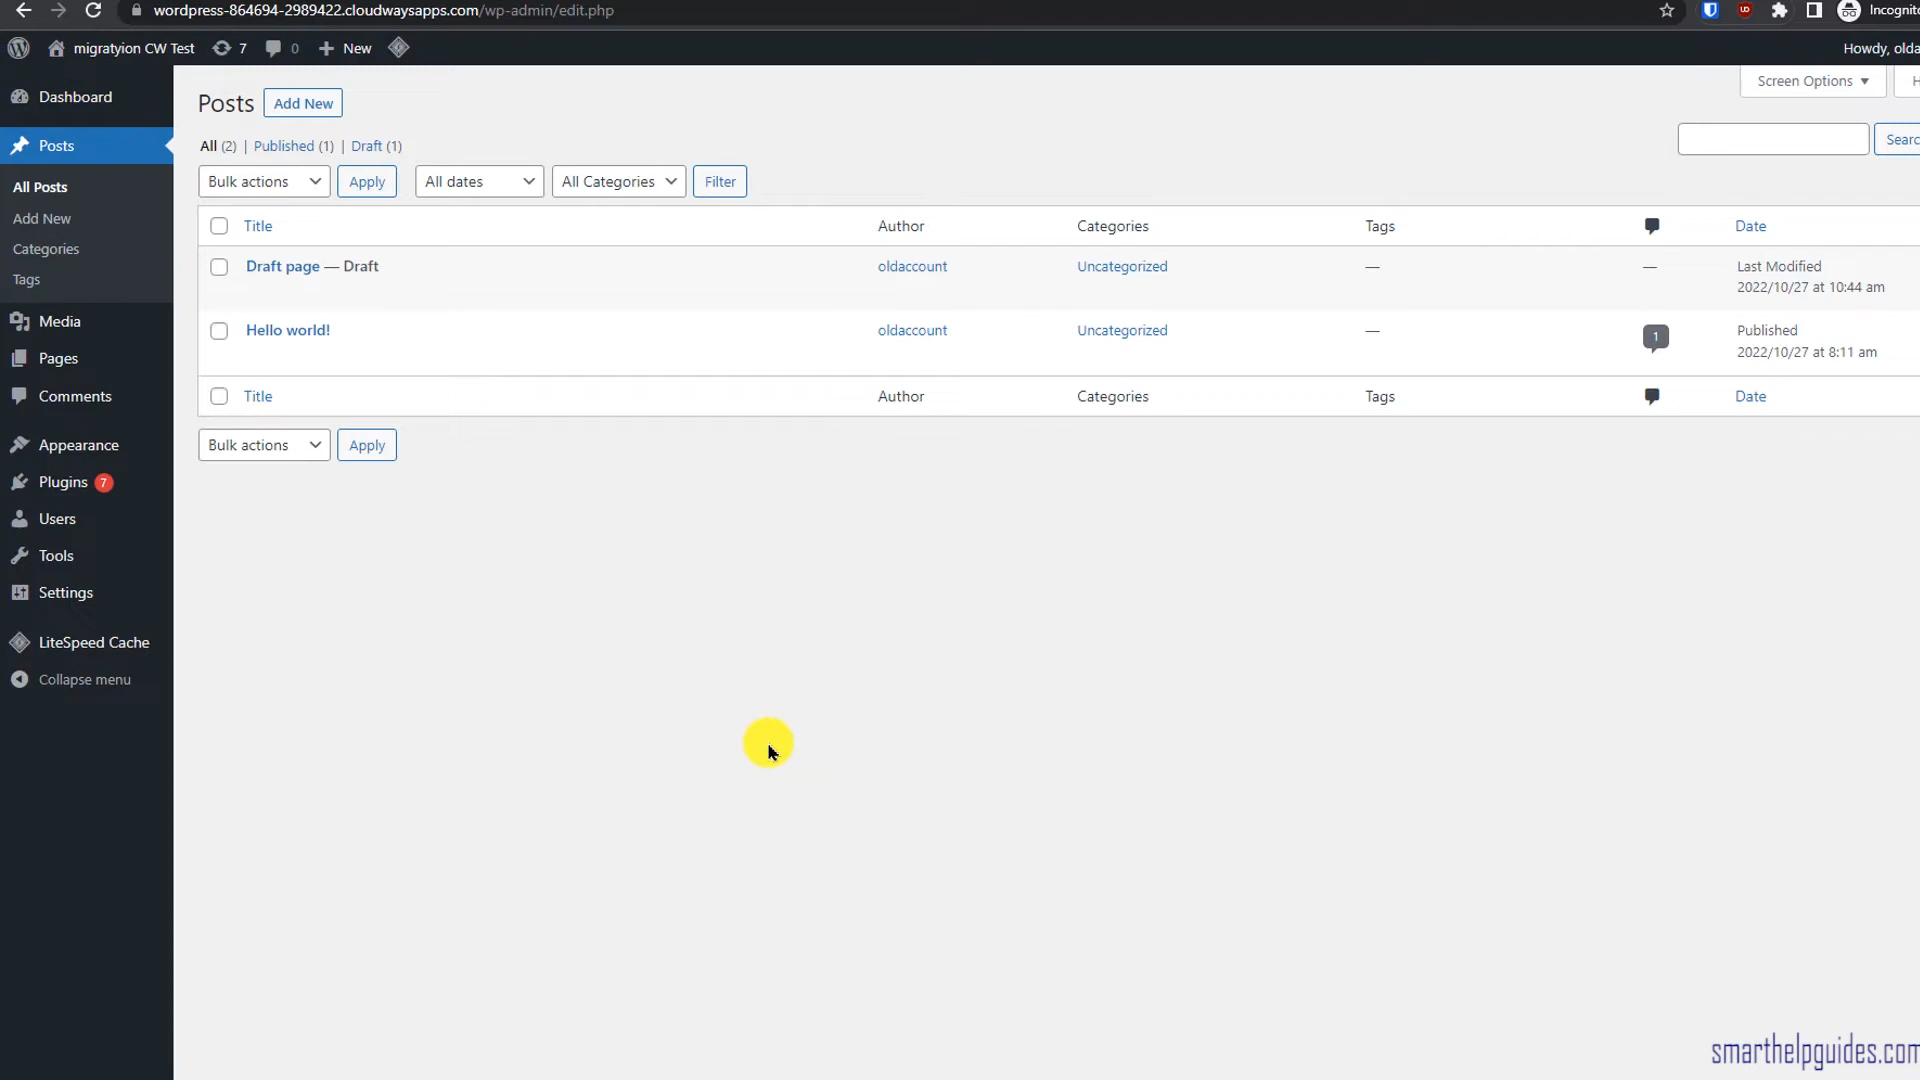 wordpress-864694-2989422.cloudwaysapps.com/wp-admin/edit.php
Incognito
migratyion CW Test 7 0 New
Howdy, olda
Dashboard
Posts
All Posts
Add New
Categories
Tags
Media
Pages
Comments
Appearance
Plugins 7
Users
Tools
Settings
LiteSpeed Cache
Collapse menu
Screen Options
H
Posts Add New
All (2) | Published (1) | Draft (1)
Searc
Bulk actions Apply All dates All Categories Filter
Title Author Categories Tags Date
Draft page — Draft oldaccount Uncategorized — — Last Modified
2022/10/27 at 10:44 am
Hello world! oldaccount Uncategorized — 1 Published
2022/10/27 at 8:11 am
Title Author Categories Tags Date
Bulk actions Apply
smarthelpguides.com